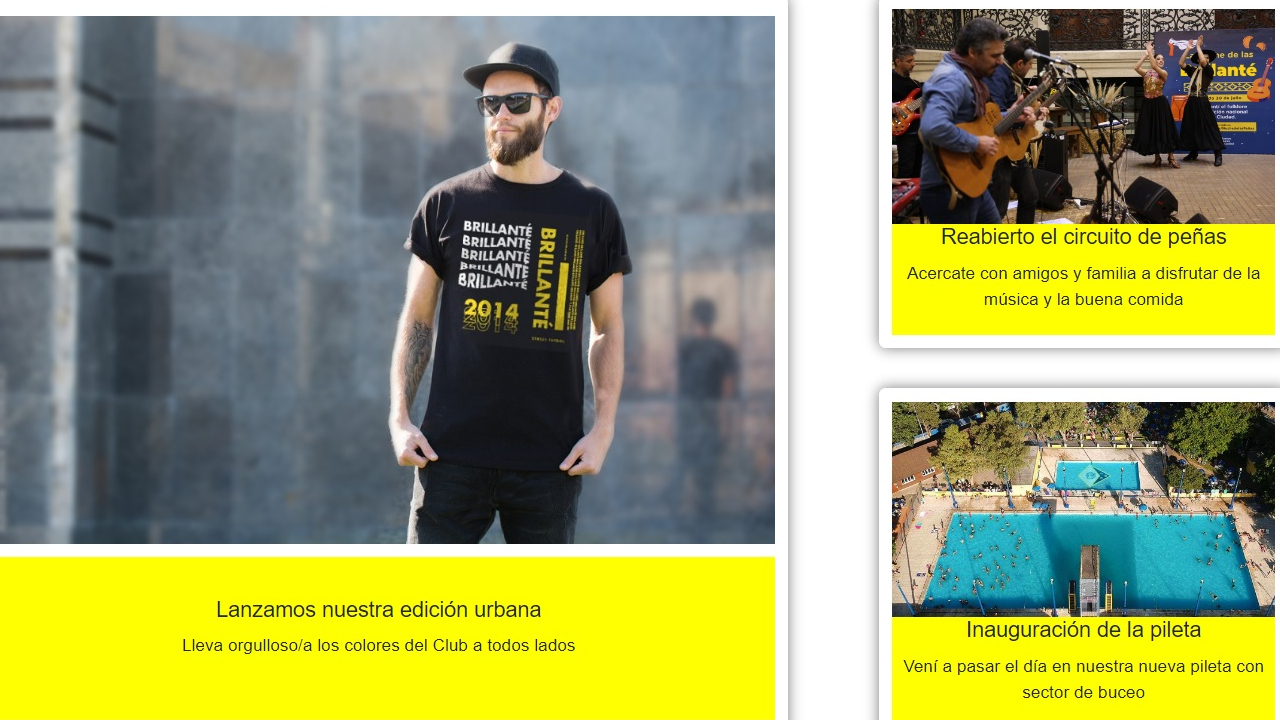 BRILLANTÉ
BRILLANTÉ
BRILLANTÉ
BRILLANTÉ
BRILLANTÉ
2014
2014
BRILLANTÉ
Lanzamos nuestra edición urbana
Lleva orgulloso/a los colores del Club a todos lados
de las
Reabierto el circuito de peñas
Acercate con amigos y familia a disfrutar de la
música y la buena comida
Inauguración de la pileta
Vení a pasar el día en nuestra nueva pileta con
sector de buceo